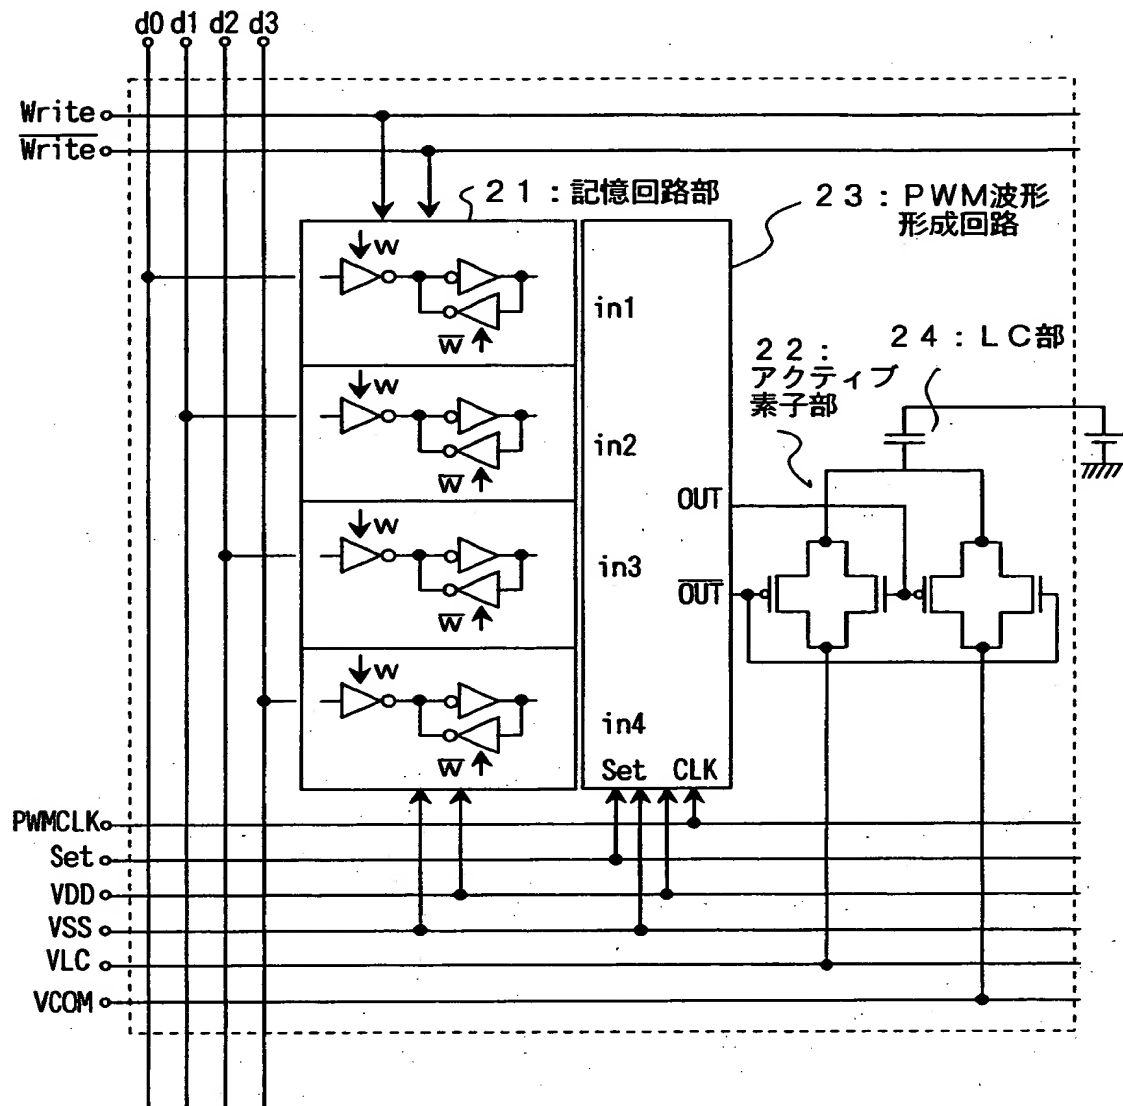 d0 d1 d2 d3
Write
Write
21：記憶回路部
23：PWM波形
形成回路
W
W
in1
24：LC部
22：
アクティブ
素子部
W
W
in2
OUT
W
W
in3
OUT
W
W
in4
Set CLK
PWMCLK
Set
VDD
VSS
VLC
VCOM